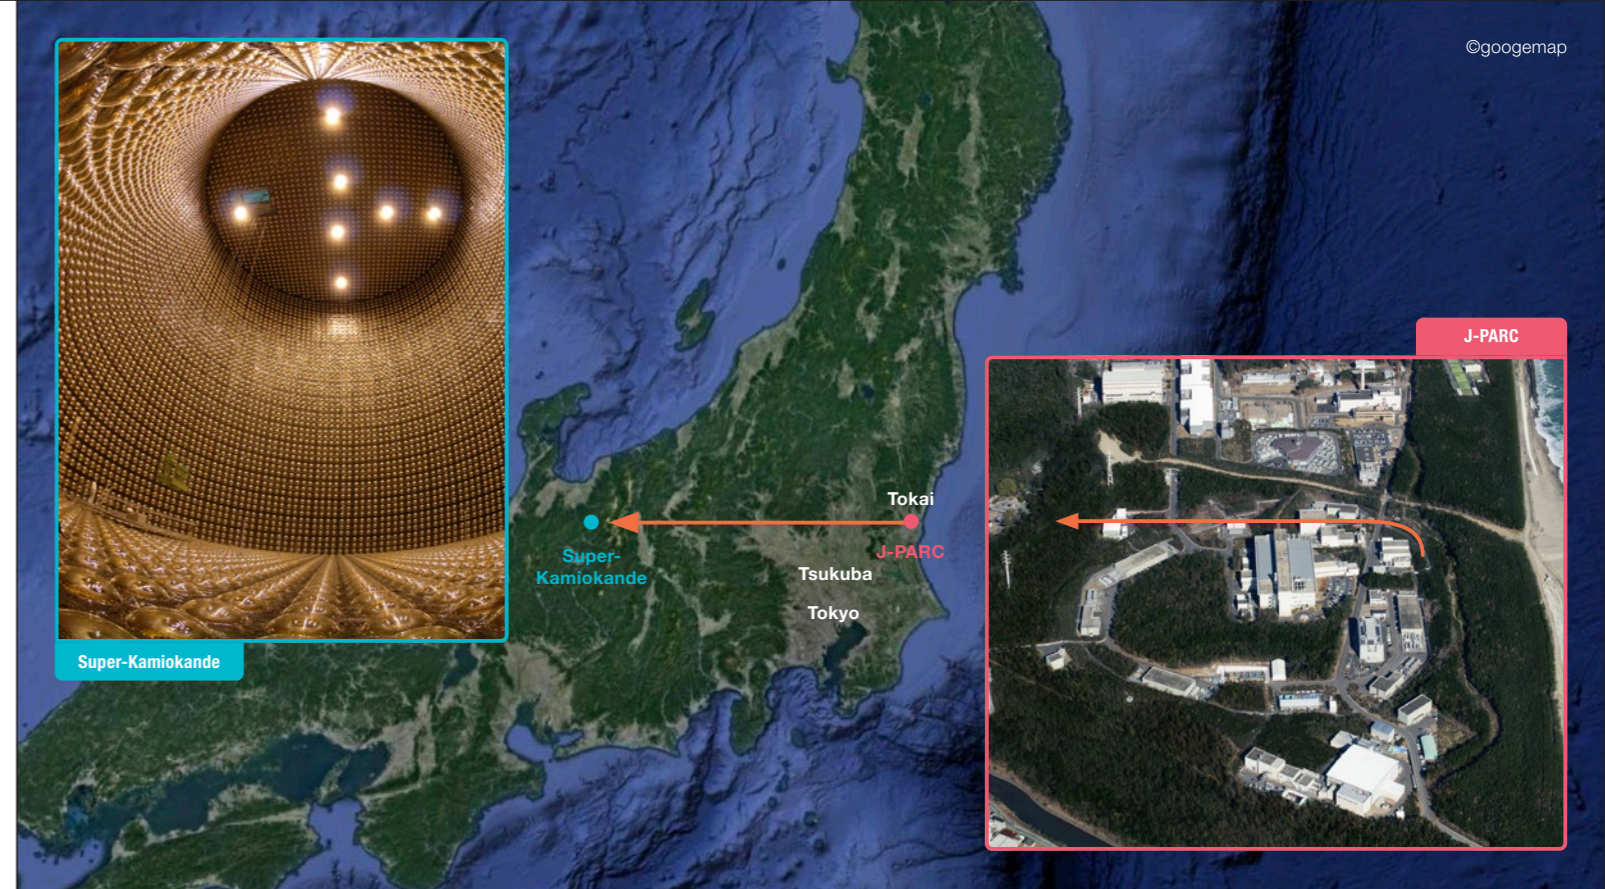 ©googemap
J-PARC
Tokai
J-PARC
Super-
Kamiokande
Tsukuba
Tokyo
Super-Kamiokande